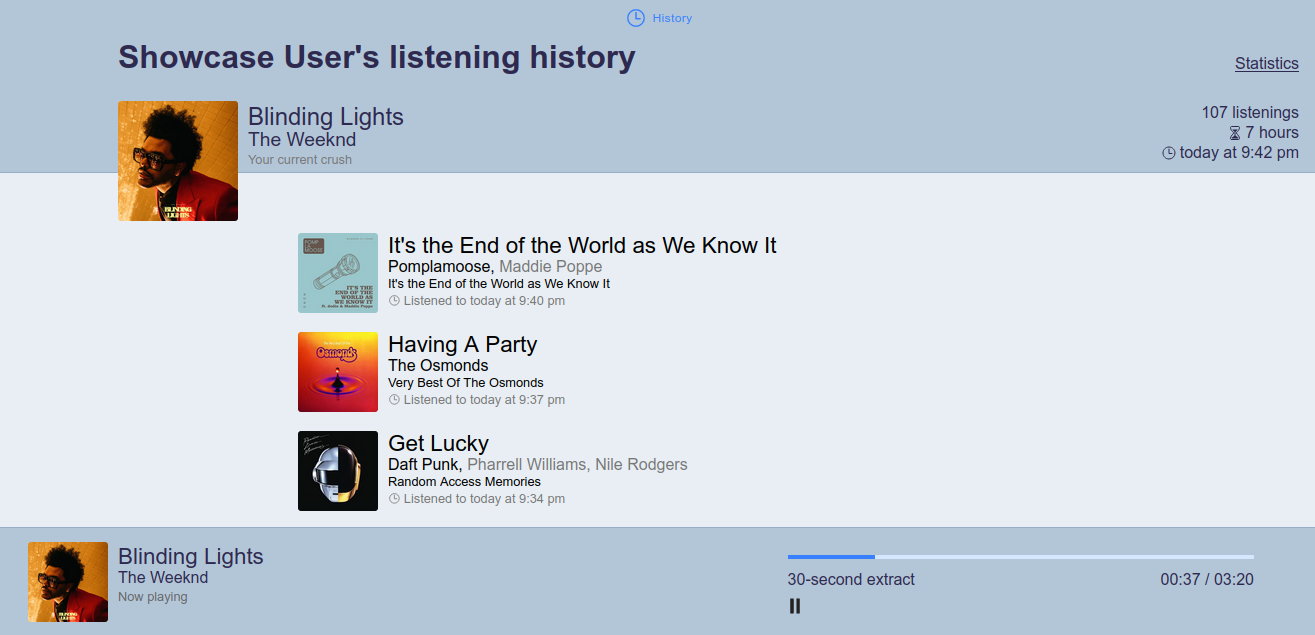 History
Showcase User's listening history
Statistics
Blinding Lights
The Weeknd
Your current crush
107 listenings
7 hours
today at 9:42 pm
BLINDING
LIGHTS
It's the End of the World as We Know It
Pomplamoose, Maddie Poppe
It's the End of the World as We Know It
Listened to today at 9:40 pm
IT'S THE
END OF THE
WORLD AS
WE KNOW IT
Having A Party
The Osmonds
Very Best Of The Osmonds
Listened to today at 9:37 pm
Osmonds
Get Lucky
Daft Punk, Pharrell Williams, Nile Rodgers
Random Access Memories
Listened to today at 9:34 pm
Blinding Lights
The Weeknd
Now playing
BLINDING
LIGHTS
30-second extract
00:37 / 03:20